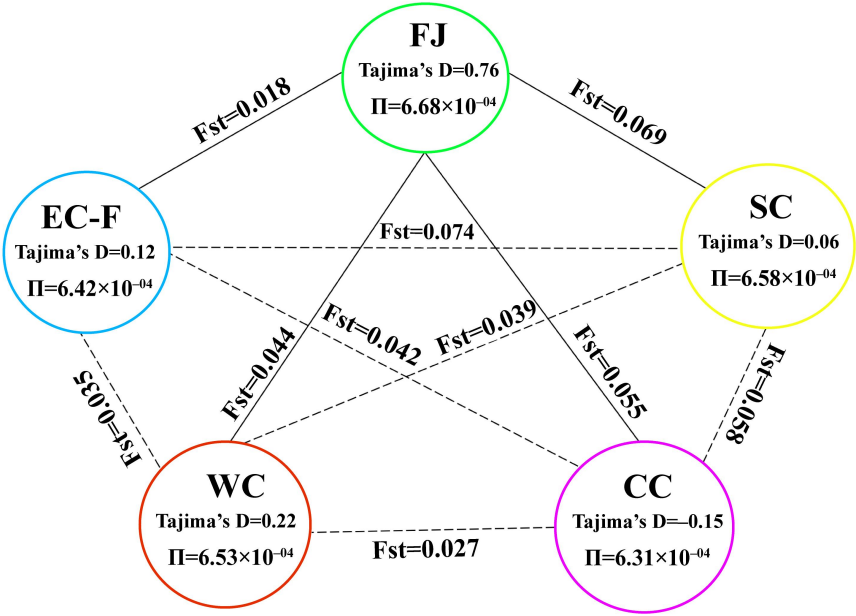 FJ
Tajima's D=0.76
Π=6.68×10⁻⁰⁴
Fst=0.018
Fst=0.069
EC-F
Tajima's D=0.12
Π=6.42×10⁻⁰⁴
SC
Tajima's D=0.06
Π=6.58×10⁻⁰⁴
Fst=0.074
Fst=0.044
Fst=0.042
Fst=0.039
Fst=0.055
Fst=0.035
Fst=0.058
WC
Tajima's D=0.22
Π=6.53×10⁻⁰⁴
Fst=0.027
CC
Tajima's D=–0.15
Π=6.31×10⁻⁰⁴